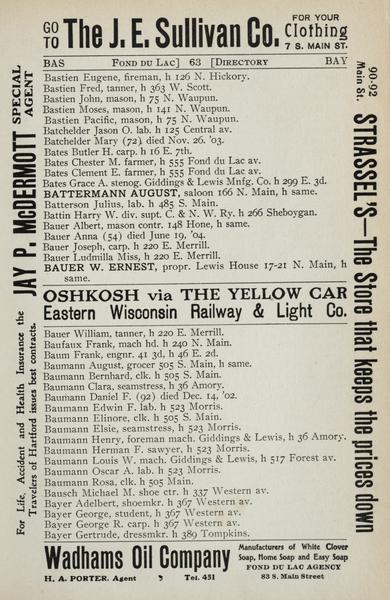 GO TO The J. E. Sullivan Co. FOR YOUR Clothing 7 S. MAIN ST.
BAS FOND DU LAC] 63 [DIRECTORY BAY
Bastien Eugene, fireman, h 126 N. Hickory.
Bastien Fred, tanner, h 363 W. Scott.
Bastien John, mason, h 75 N. Waupun.
Bastien Moses, mason, h 141 N. Waupun.
Bastien Pacific, mason, h 75 N. Waupun.
Batchelder Jason O. lab. h 125 Central av.
Batchelder Mary (72) died Nov. 26. '03.
Bates Butler H. carp. h 16 E. 7th.
Bates Chester M. farmer, h 555 Fond du Lac av.
Bates Clement E. farmer, h 555 Fond du Lac av.
Bates Grace A. stenog. Giddings & Lewis Mnfg. Co. h 299 E. 3d.
BATTERMANN AUGUST, saloon 166 N. Main, h same.
Batterson Julius, lab. h 485 S. Main.
Battin Harry W. div. supt. C. & N. W. Ry. h 266 Sheboygan.
Bauer Albert, mason contr. 148 Hone, h same.
Bauer Anna (54) died June 19, '04.
Bauer Joseph, carp. h 220 E. Merrill.
Bauer Ludmilla Miss, h 220 E. Merrill.
BAUER W. ERNEST, propr. Lewis House 17-21 N. Main, h
same.
OSHKOSH via THE YELLOW CAR
Eastern Wisconsin Railway & Light Co.
Bauer William, tanner, h 220 E. Merrill.
Baufaux Frank, mach hd. h 240 N. Main.
Baum Frank, engnr. 41 3d, h 46 E. 2d.
Baumann August, grocer 505 S. Main, h same.
Baumann Bernhard, clk. h 505 S. Main.
Baumann Clara, seamstress, h 36 Amory.
Baumann Daniel F. (92) died Dec. 14, '02.
Baumann Edwin F. lab. h 523 Morris.
Baumann Elinore, clk. h 505 S. Main.
Baumann Elsie, seamstress, h 523 Morris.
Baumann Henry, foreman mach. Giddings & Lewis, h 36 Amory.
Baumann Herman F. sawyer, h 523 Morris.
Baumann Louis W. mach. Giddings & Lewis, h 517 Forest av.
Baumann Oscar A. lab. h 523 Morris.
Baumann Rosa, clk. h 505 Main.
Bausch Michael M. shoe ctr. h 337 Western av.
Bayer Adelbert, shoemkr. h 367 Western av.
Bayer George, student, h 367 Western av.
Bayer George R. carp. h 367 Western av.
Bayer Gertrude, dressmkr. h 389 Tompkins.
Wadhams Oil Company Manufacturers of White Clover
Soap, Home Soap and Easy Soap
FOND DU LAC AGENCY
H. A. PORTER, Agent Tel. 451 83 S. Main Street
JAY P. McDERMOTT SPECIAL AGENT
For Life, Accident and Health Insurance the
Travelers of Hartford issues best contracts.
90-92 Main St. STRASSEL'S—The Store that keeps the prices down